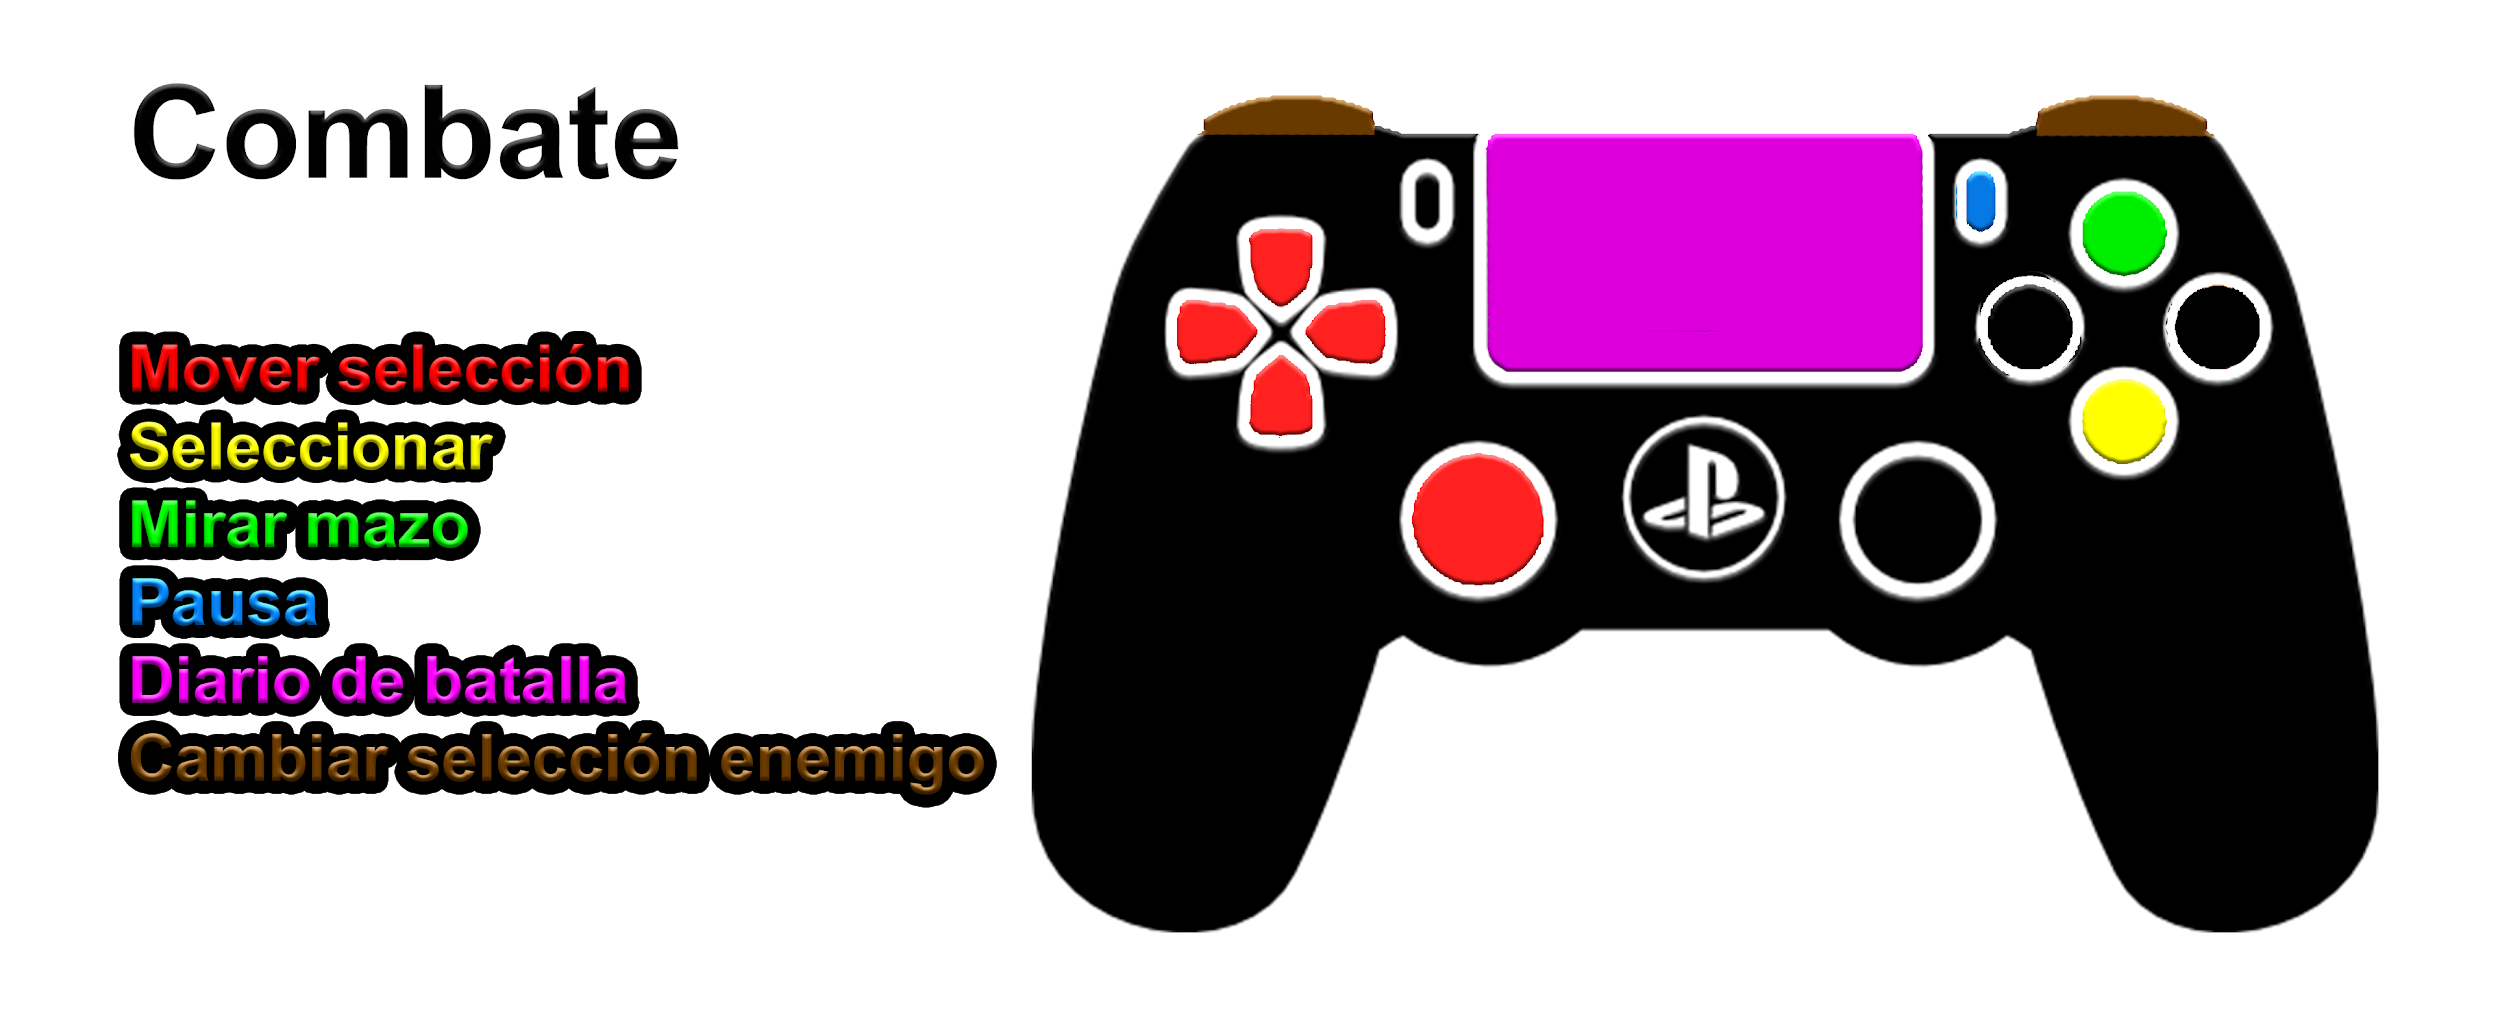 Combate
Mover selección
Seleccionar
Mirar mazo
Pausa
Diario de batalla
Cambiar selección enemigo